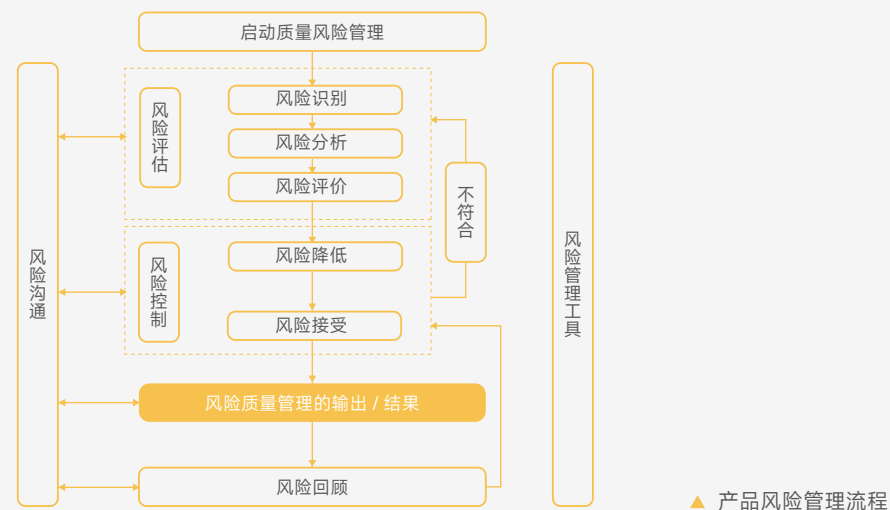 启动质量风险管理
风险评估
风险识别
风险分析
风险评价
不符合
风险沟通
风险控制
风险降低
风险接受
风险管理工具
风险质量管理的输出 / 结果
风险回顾
▲ 产品风险管理流程